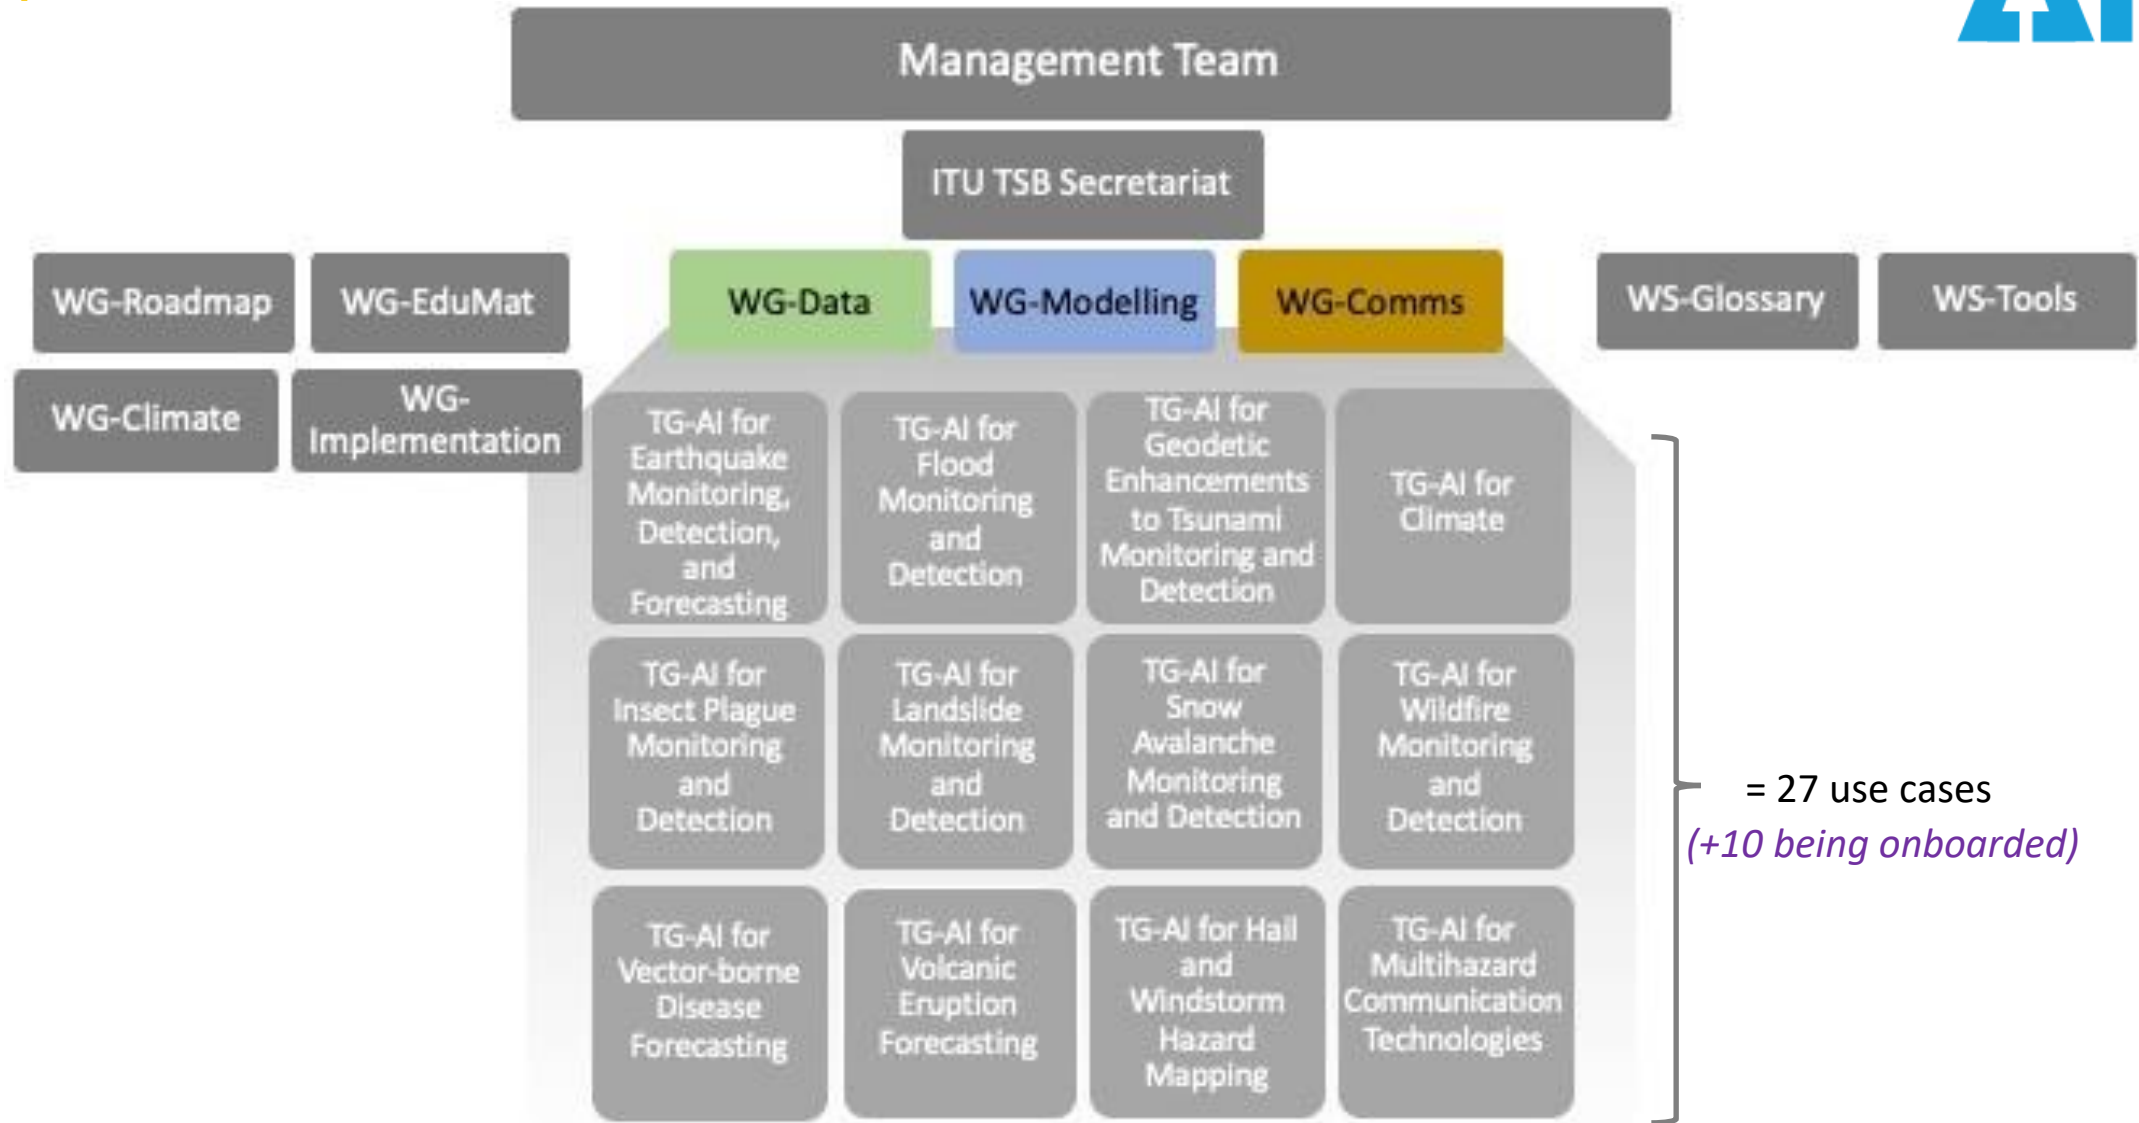 AI
Management Team
ITU TSB Secretariat
WG-Roadmap
WG-EduMat
WG-Data
WG-Modelling
WG-Comms
WS-Glossary
WS-Tools
WG-Climate
WG-
Implementation
TG-AI for
Earthquake
Monitoring,
Detection,
and
Forecasting
TG-AI for
Flood
Monitoring
and
Detection
TG-AI for
Geodetic
Enhancements
to Tsunami
Monitoring and
Detection
TG-AI for
Climate
TG-AI for
Insect Plague
Monitoring
and
Detection
TG-AI for
Landslide
Monitoring
and
Detection
TG-AI for
Snow
Avalanche
Monitoring
and Detection
TG-AI for
Wildfire
Monitoring
and
Detection
= 27 use cases
(+10 being onboarded)
TG-AI for
Vector-borne
Disease
Forecasting
TG-AI for
Volcanic
Eruption
Forecasting
TG-AI for Hail
and
Windstorm
Hazard
Mapping
TG-AI for
Multihazard
Communication
Technologies